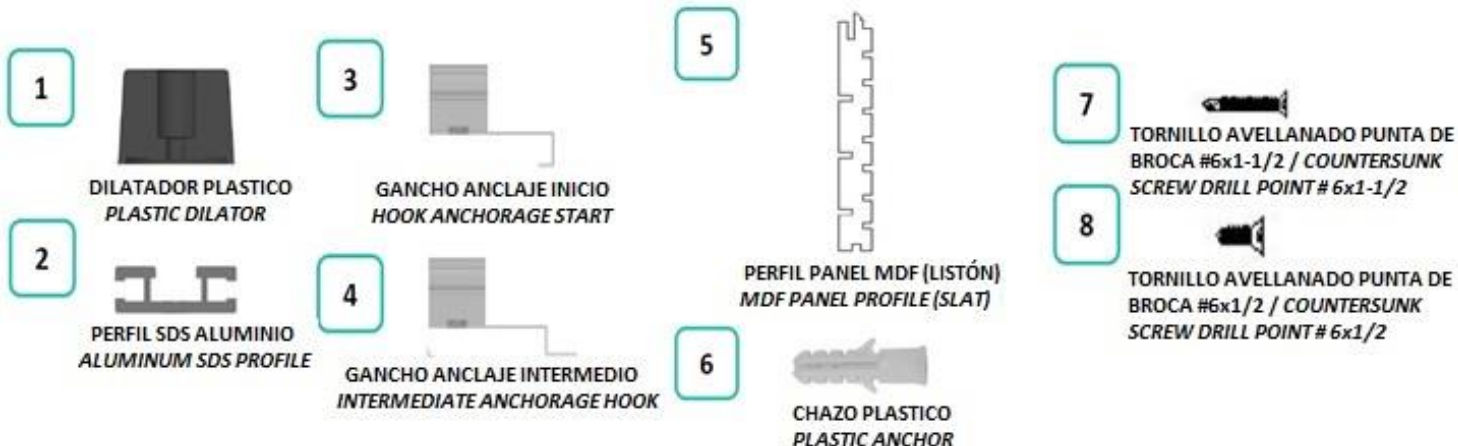 1
DILATADOR PLASTICO
PLASTIC DILATOR
2
PERFIL SDS ALUMINIO
ALUMINUM SDS PROFILE
3
GANCHO ANCLAJE INICIO
HOOK ANCHORAGE START
4
GANCHO ANCLAJE INTERMEDIO
INTERMEDIATE ANCHORAGE HOOK
5
PERFIL PANEL MDF (LISTÓN)
MDF PANEL PROFILE (SLAT)
6
CHAZO PLASTICO
PLASTIC ANCHOR
7
TORNILLO AVELLANADO PUNTA DE
BROCA #6x1-1/2 / COUNTERSUNK
SCREW DRILL POINT # 6x1-1/2
8
TORNILLO AVELLANADO PUNTA DE
BROCA #6x1/2 / COUNTERSUNK
SCREW DRILL POINT # 6x1/2